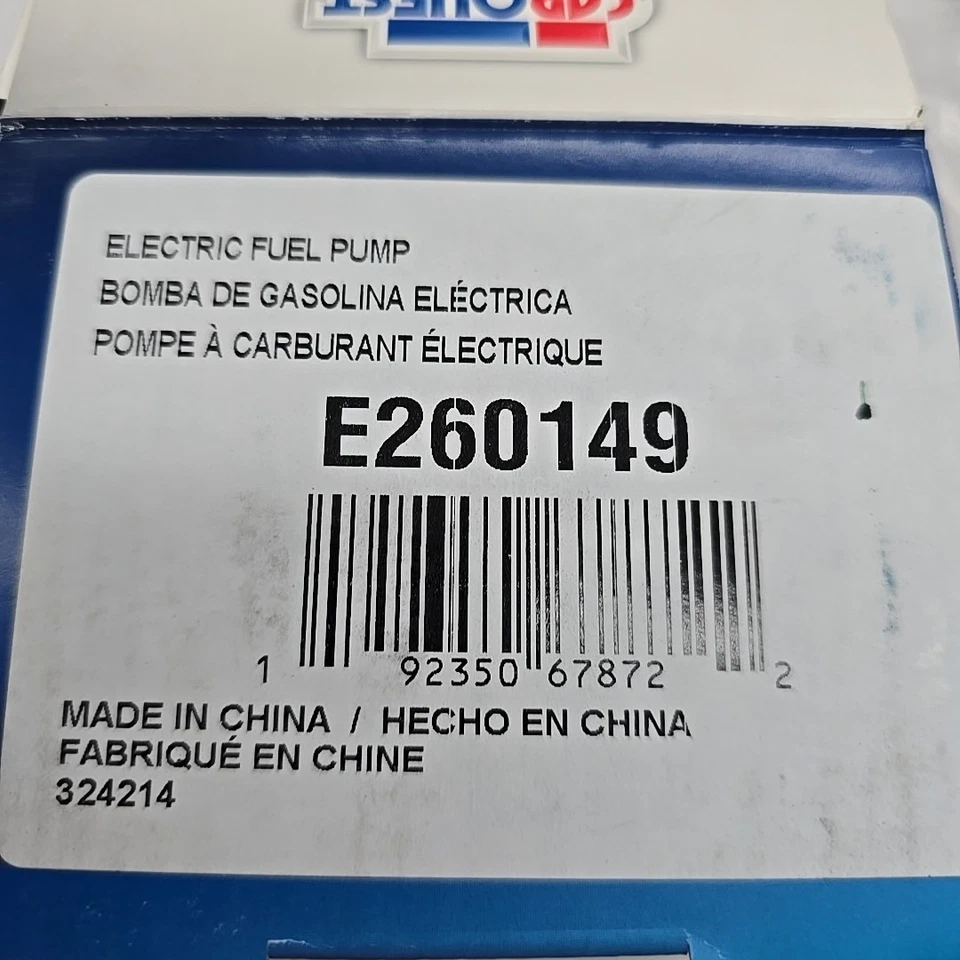 CARQUEST
ELECTRIC FUEL PUMP
BOMBA DE GASOLINA ELÉCTRICA
POMPE À CARBURANT ÉLECTRIQUE
E260149
1 92350 67872 2
MADE IN CHINA / HECHO EN CHINA
FABRIQUÉ EN CHINE
324214